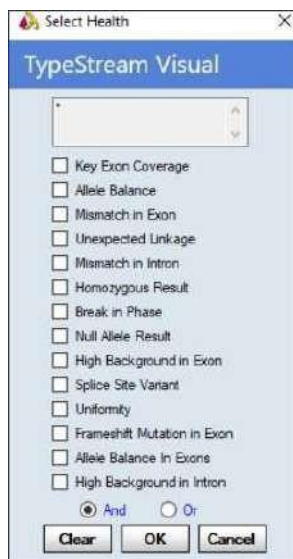 Select Health
TypeStream Visual
*
Key Exon Coverage
Allele Balance
Mismatch in Exon
Unexpected Linkage
Mismatch in Intron
Homozygous Result
Break in Phase
Null Allele Result
High Background in Exon
Splice Site Variant
Uniformity
Frameshift Mutation in Exon
Allele Balance In Exons
High Background in Intron
And Or
Clear OK Cancel